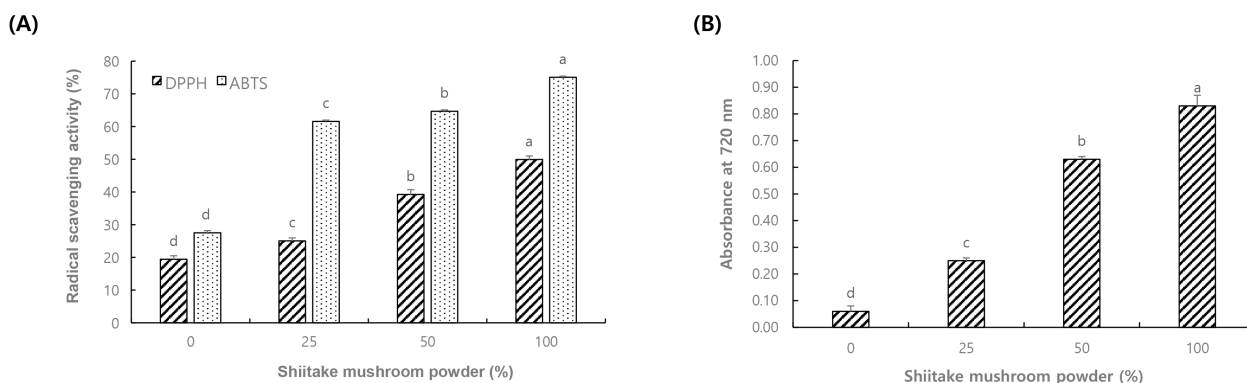 (A)
Radical scavenging activity (%)
80
70
60
50
40
30
20
10
0
DPPH ABTS
d d c c b b a a
0 25 50 100
Shiitake mushroom powder (%)
(B)
Absorbance at 720 nm
1.00
0.90
0.80
0.70
0.60
0.50
0.40
0.30
0.20
0.10
0.00
d c b a
0 25 50 100
Shiitake mushroom powder (%)